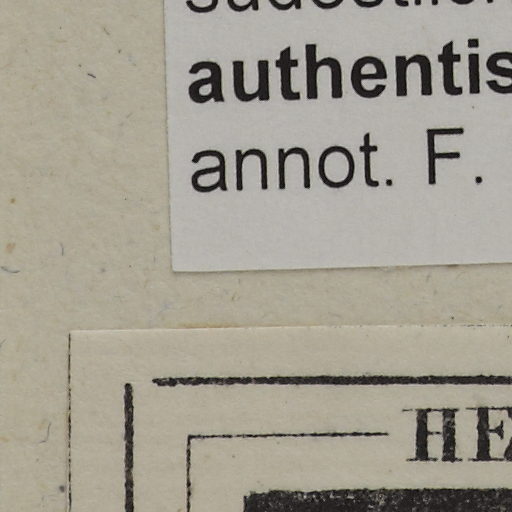 authentis
annot. F.
HE